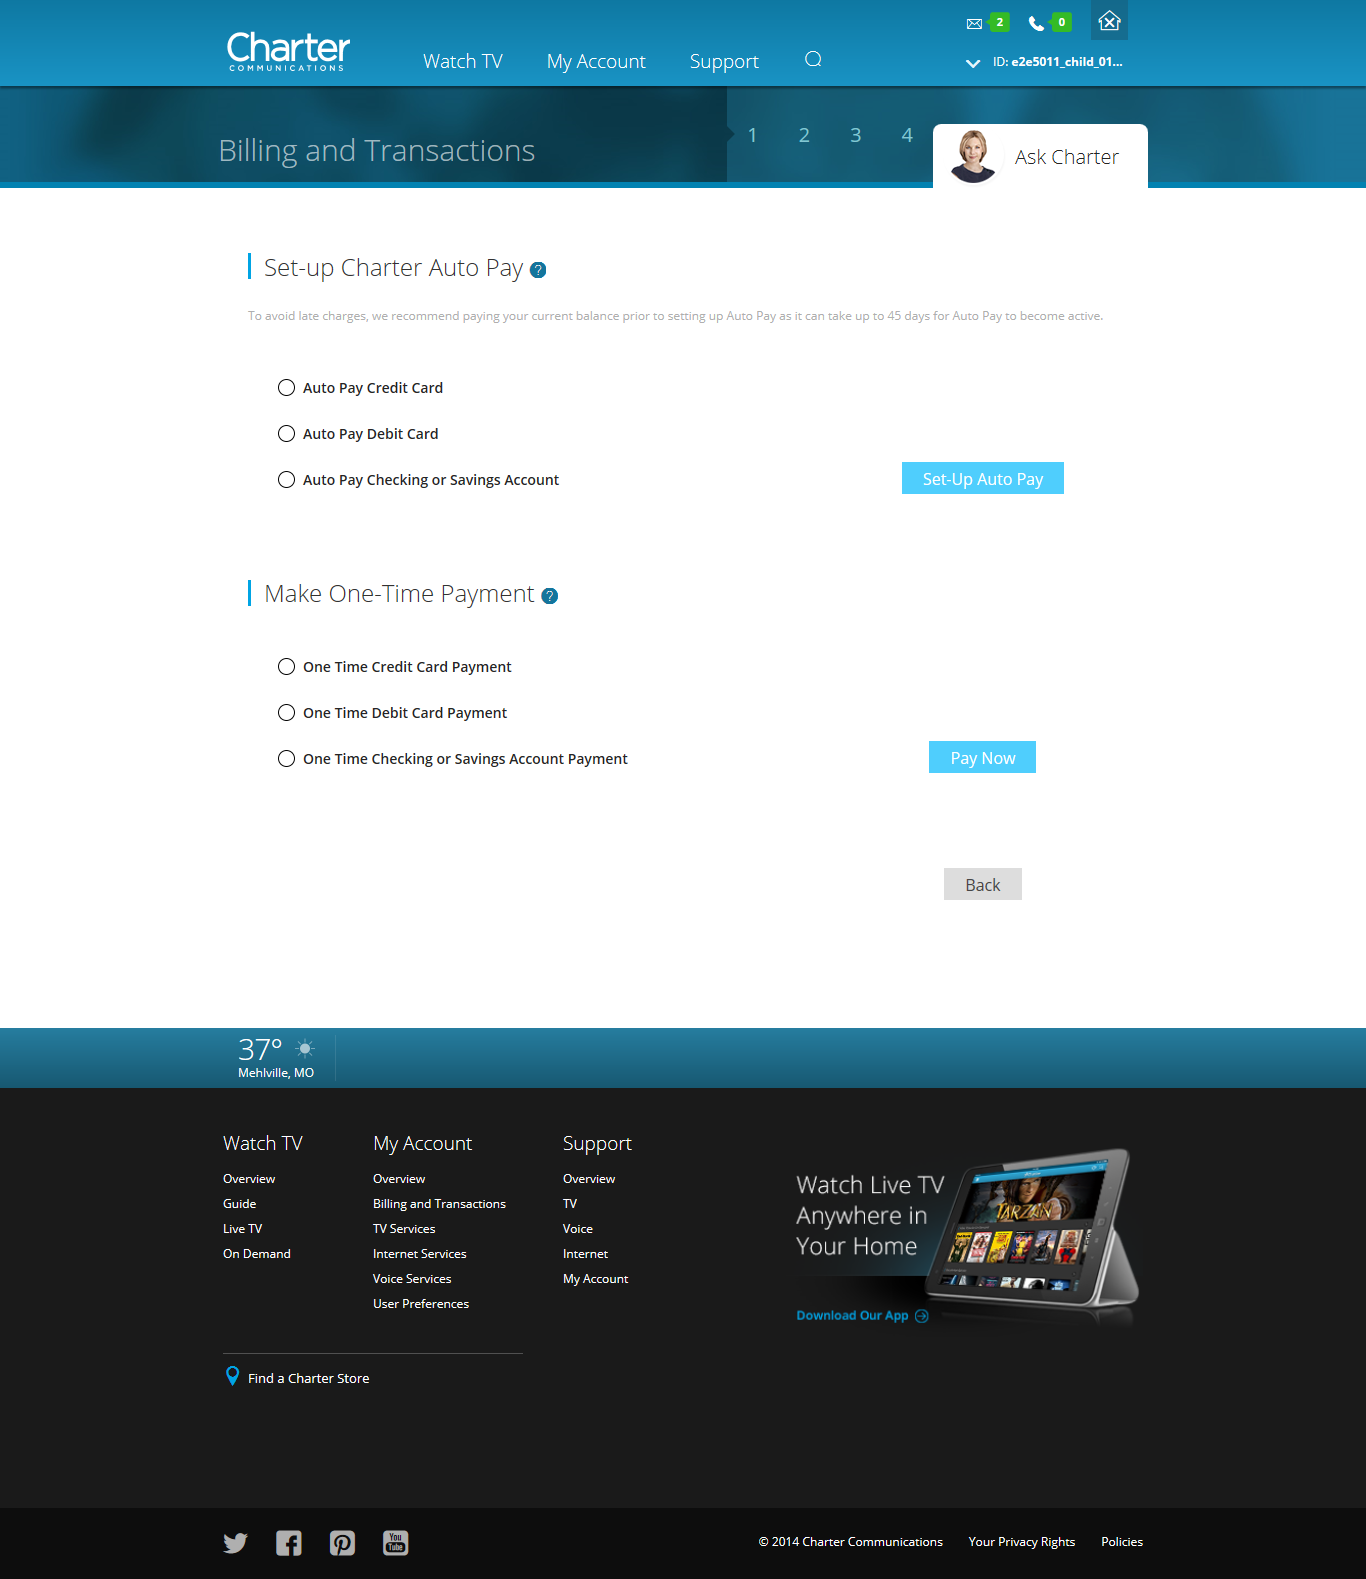 2
0
Charter
COMMUNICATIONS
Watch TV
My Account
Support
ID: e2e5011_child_01...
Billing and Transactions
1
2
3
4
Ask Charter
Set-up Charter Auto Pay ?
To avoid late charges, we recommend paying your current balance prior to setting up Auto Pay as it can take up to 45 days for Auto Pay to become active.
Auto Pay Credit Card
Auto Pay Debit Card
Auto Pay Checking or Savings Account
Set-Up Auto Pay
Make One-Time Payment ?
One Time Credit Card Payment
One Time Debit Card Payment
One Time Checking or Savings Account Payment
Pay Now
Back
37°
Mehlville, MO
Watch TV
Overview
Guide
Live TV
On Demand
My Account
Overview
Billing and Transactions
TV Services
Internet Services
Voice Services
User Preferences
Support
Overview
TV
Voice
Internet
My Account
Watch Live TV
Anywhere in
Your Home
TARZAN
Download Our App
Find a Charter Store
You
Tube
© 2014 Charter Communications
Your Privacy Rights
Policies